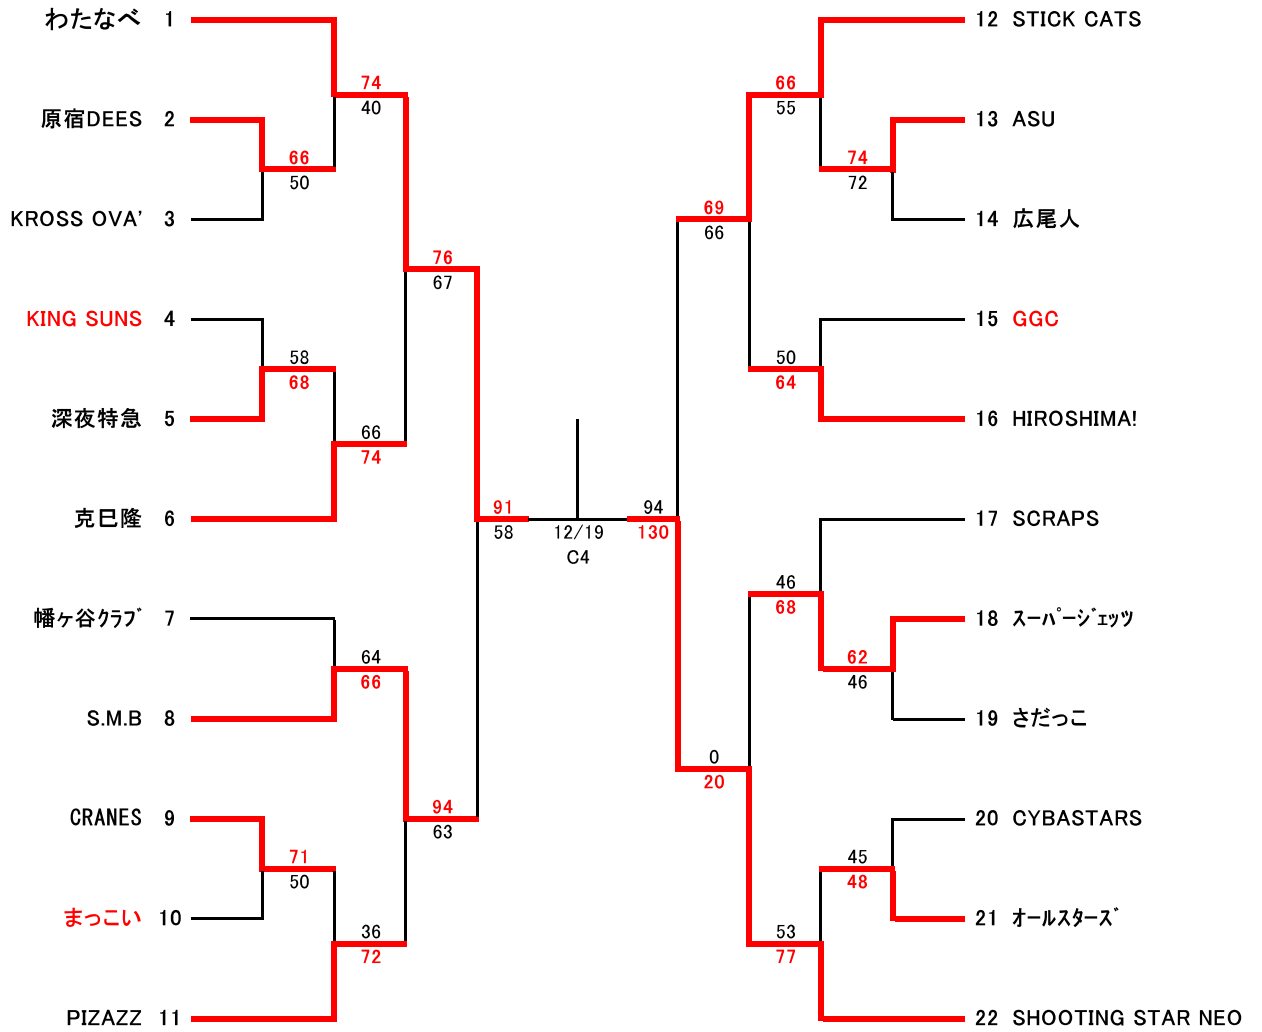 わたなべ 1
74
40
原宿DEES 2
66
50
KROSS OVA' 3
76
67
KING SUNS 4
58
68
深夜特急 5
66
74
克巳隆 6
91
58
幡ヶ谷ｸﾗﾌﾞ 7
64
66
S.M.B 8
94
63
CRANES 9
71
50
まっこい 10
36
72
PIZAZZ 11
12/19
C4
12 STICK CATS
66
55
13 ASU
74
72
14 広尾人
69
66
15 GGC
50
64
16 HIROSHIMA!
94
130
17 SCRAPS
46
68
18 ｽｰﾊﾟｰｼﾞｪｯﾂ
62
46
19 さだっこ
0
20
20 CYBASTARS
45
48
21 ｵｰﾙｽﾀｰｽﾞ
53
77
22 SHOOTING STAR NEO